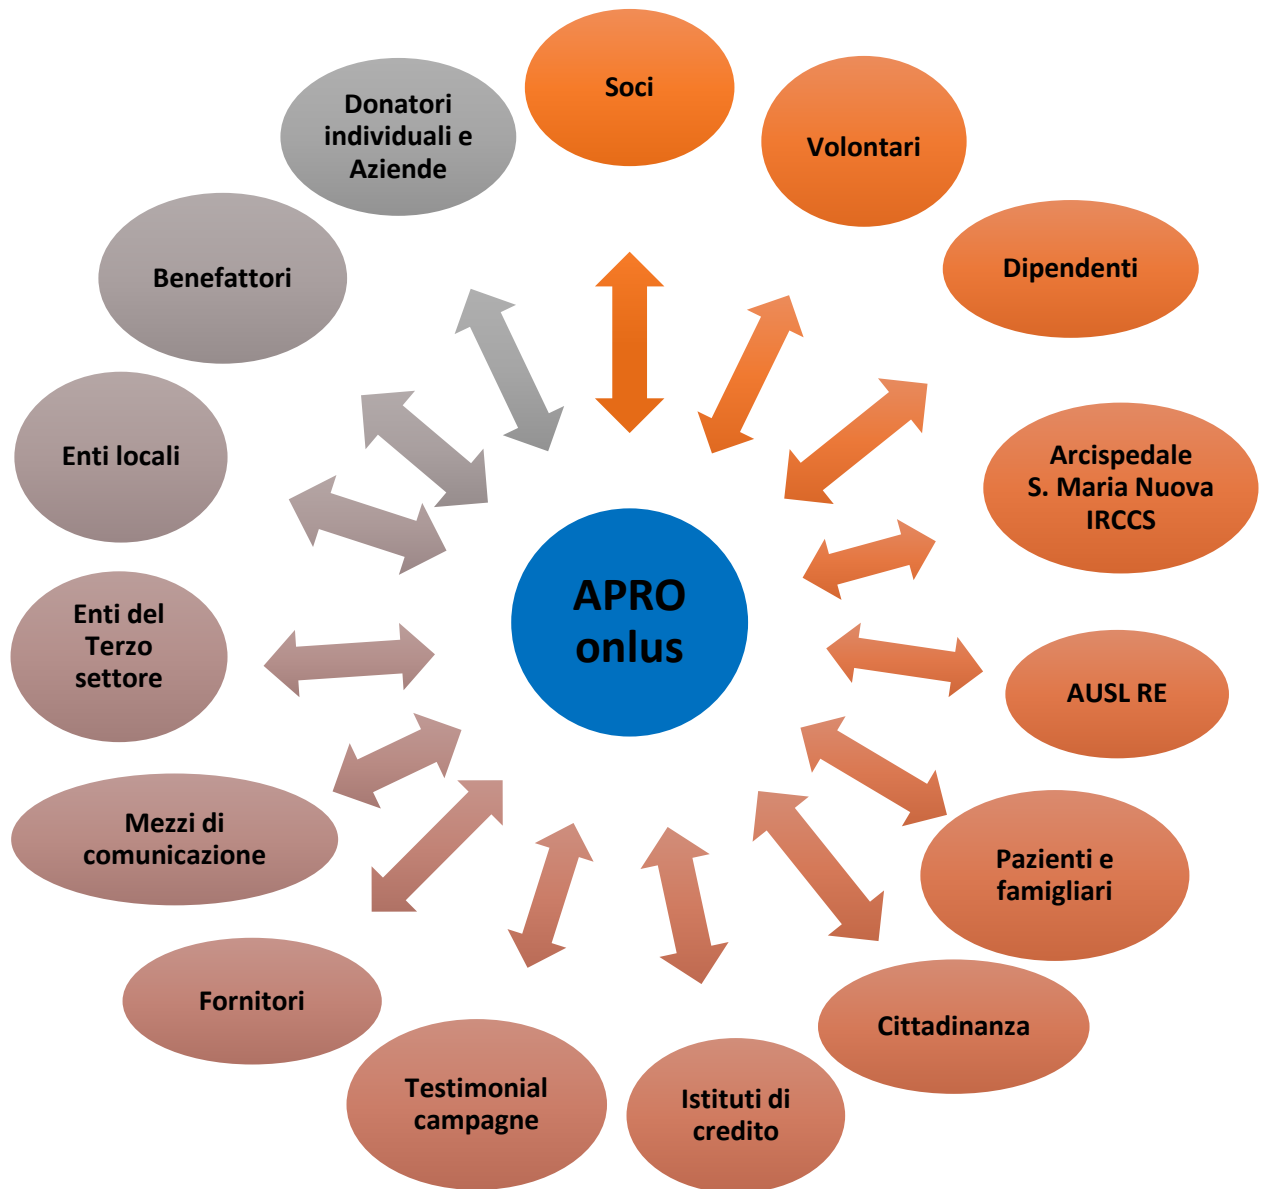 Soci
Volontari
Dipendenti
Arcispedale
S. Maria Nuova
IRCCS
AUSL RE
Pazienti e
famigliari
Cittadinanza
Istituti di
credito
Testimonial
campagne
Fornitori
Mezzi di
comunicazione
Enti del
Terzo
settore
Enti locali
Benefattori
Donatori
individuali e
Aziende
APRO
onlus